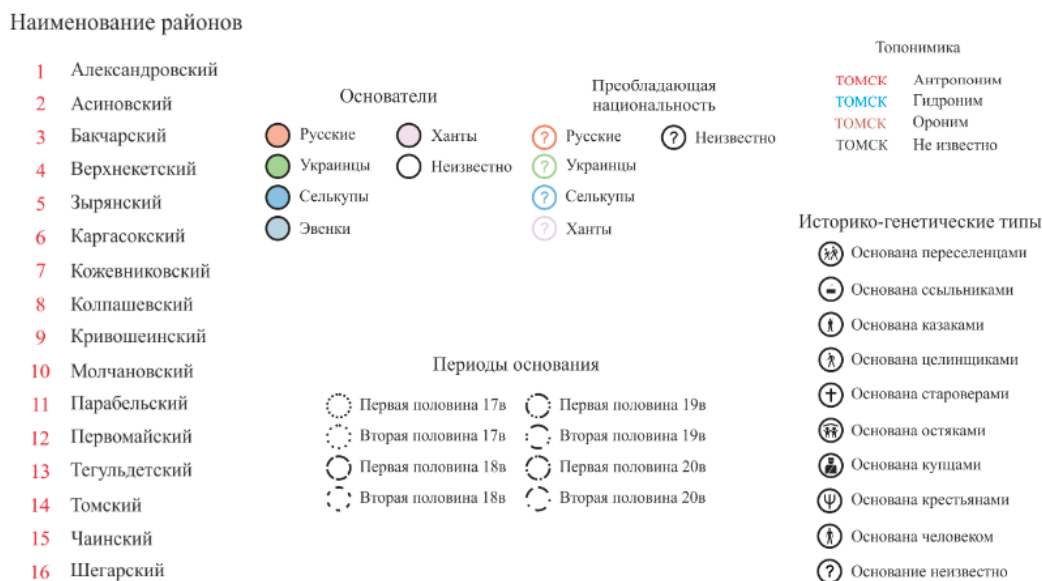 Наименование районов
1 Александровский
2 Асиновский
3 Бакчарский
4 Верхнекетский
5 Зырянский
6 Каргасокский
7 Кожевниковский
8 Колпашевский
9 Кривошеинский
10 Молчановский
11 Парабельский
12 Первомайский
13 Тегульдетский
14 Томский
15 Чаинский
16 Шегарский
Основатели
Русские
Украинцы
Селькупы
Эвенки
Ханты
Неизвестно
Преобладающая
национальность
? Русские
? Украинцы
? Селькупы
? Ханты
? Неизвестно
Периоды основания
Первая половина 17в
Вторая половина 17в
Первая половина 18в
Вторая половина 18в
Первая половина 19в
Вторая половина 19в
Первая половина 20в
Вторая половина 20в
Топонимика
ТОМСК Антропоним
ТОМСК Гидроним
ТОМСК Ороним
ТОМСК Не известно
Историко-генетические типы
Основана переселенцами
Основана ссыльниками
Основана казаками
Основана целинщиками
Основана староверами
Основана остяками
Основана купцами
Основана крестьянами
Основана человеком
? Основание неизвестно